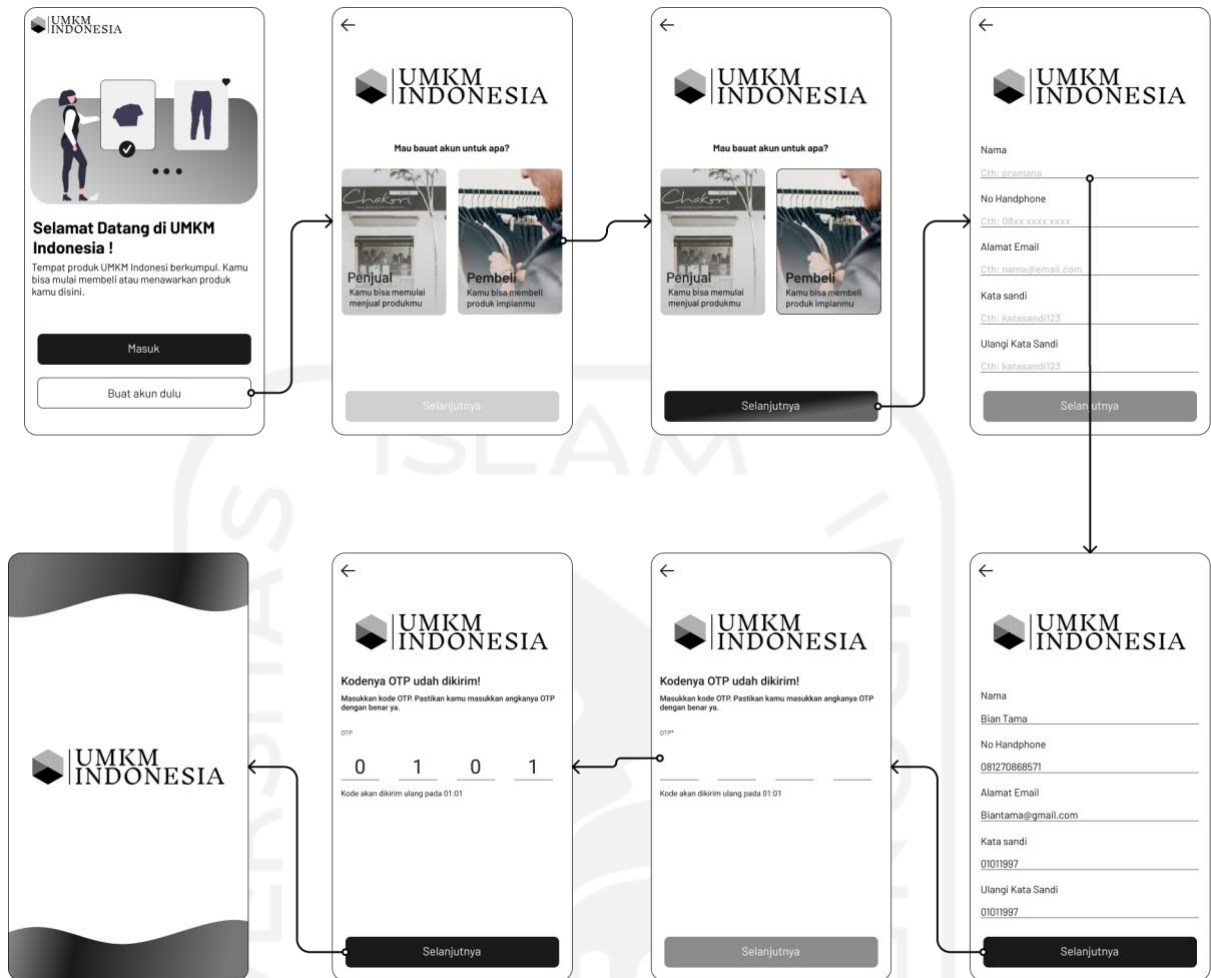 UMKM
INDONESIA
Selamat Datang di UMKM
Indonesia !
Tempat produk UMKM Indonesi berkumpul. Kamu
bisa mulai membeli atau menawarkan produk
kamu disini.
Masuk
Buat akun dulu
UMKM
INDONESIA
Mau bauat akun untuk apa?
Chakori
Penjual
Kamu bisa memulai
menjual produkmu
Pembeli
Kamu bisa membeli
produk impianmu
Selanjutnya
UMKM
INDONESIA
Mau bauat akun untuk apa?
Chakori
Penjual
Kamu bisa memulai
menjual produkmu
Pembeli
Kamu bisa membeli
produk impianmu
Selanjutnya
UMKM
INDONESIA
Nama
Cth: pramana
No Handphone
Cth: 08xx xxxx xxxx
Alamat Email
Cth: nama@email.com
Kata sandi
Cth: katasandi123
Ulangi Kata Sandi
Cth: katasandi123
Selanjutnya
ISLAM
UMKM
INDONESIA
Nama
Bian Tama
No Handphone
081270868571
Alamat Email
Biantama@gmail.com
Kata sandi
01011997
Ulangi Kata Sandi
01011997
Selanjutnya
UMKM
INDONESIA
Kodenya OTP udah dikirim!
Masukkan kode OTP. Pastikan kamu masukkan angkanya OTP
dengan benar ya.
OTP*
Kode akan dikirim ulang pada 01:01
Selanjutnya
UMKM
INDONESIA
Kodenya OTP udah dikirim!
Masukkan kode OTP. Pastikan kamu masukkan angkanya OTP
dengan benar ya.
OTP
0 1 0 1
Kode akan dikirim ulang pada 01:01
Selanjutnya
UMKM
INDONESIA